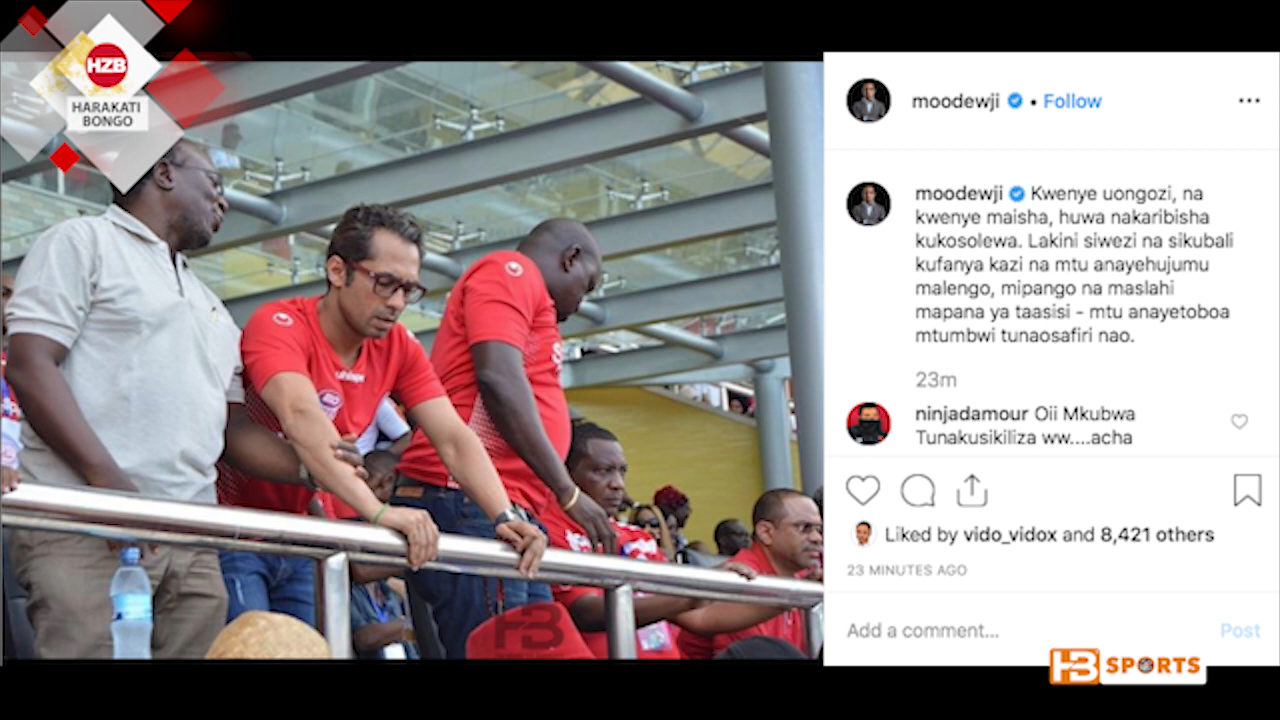 HZB
HARAKATI
BONGO
moodewji • Follow
moodewji Kwenye uongozi, na
kwenye maisha, huwa nakaribisha
kukosolewa. Lakini siwezi na sikubali
kufanya kazi na mtu anayehujumu
malengo, mipango na maslahi
mapana ya taasisi - mtu anayetoboa
mtumbwi tunaosafiri nao.
23m
ninjadamour Oii Mkubwa
Tunakusikiliza ww....acha
Liked by vido_vidox and 8,421 others
23 MINUTES AGO
Add a comment... Post
uhlsport
HB
HB SPORTS